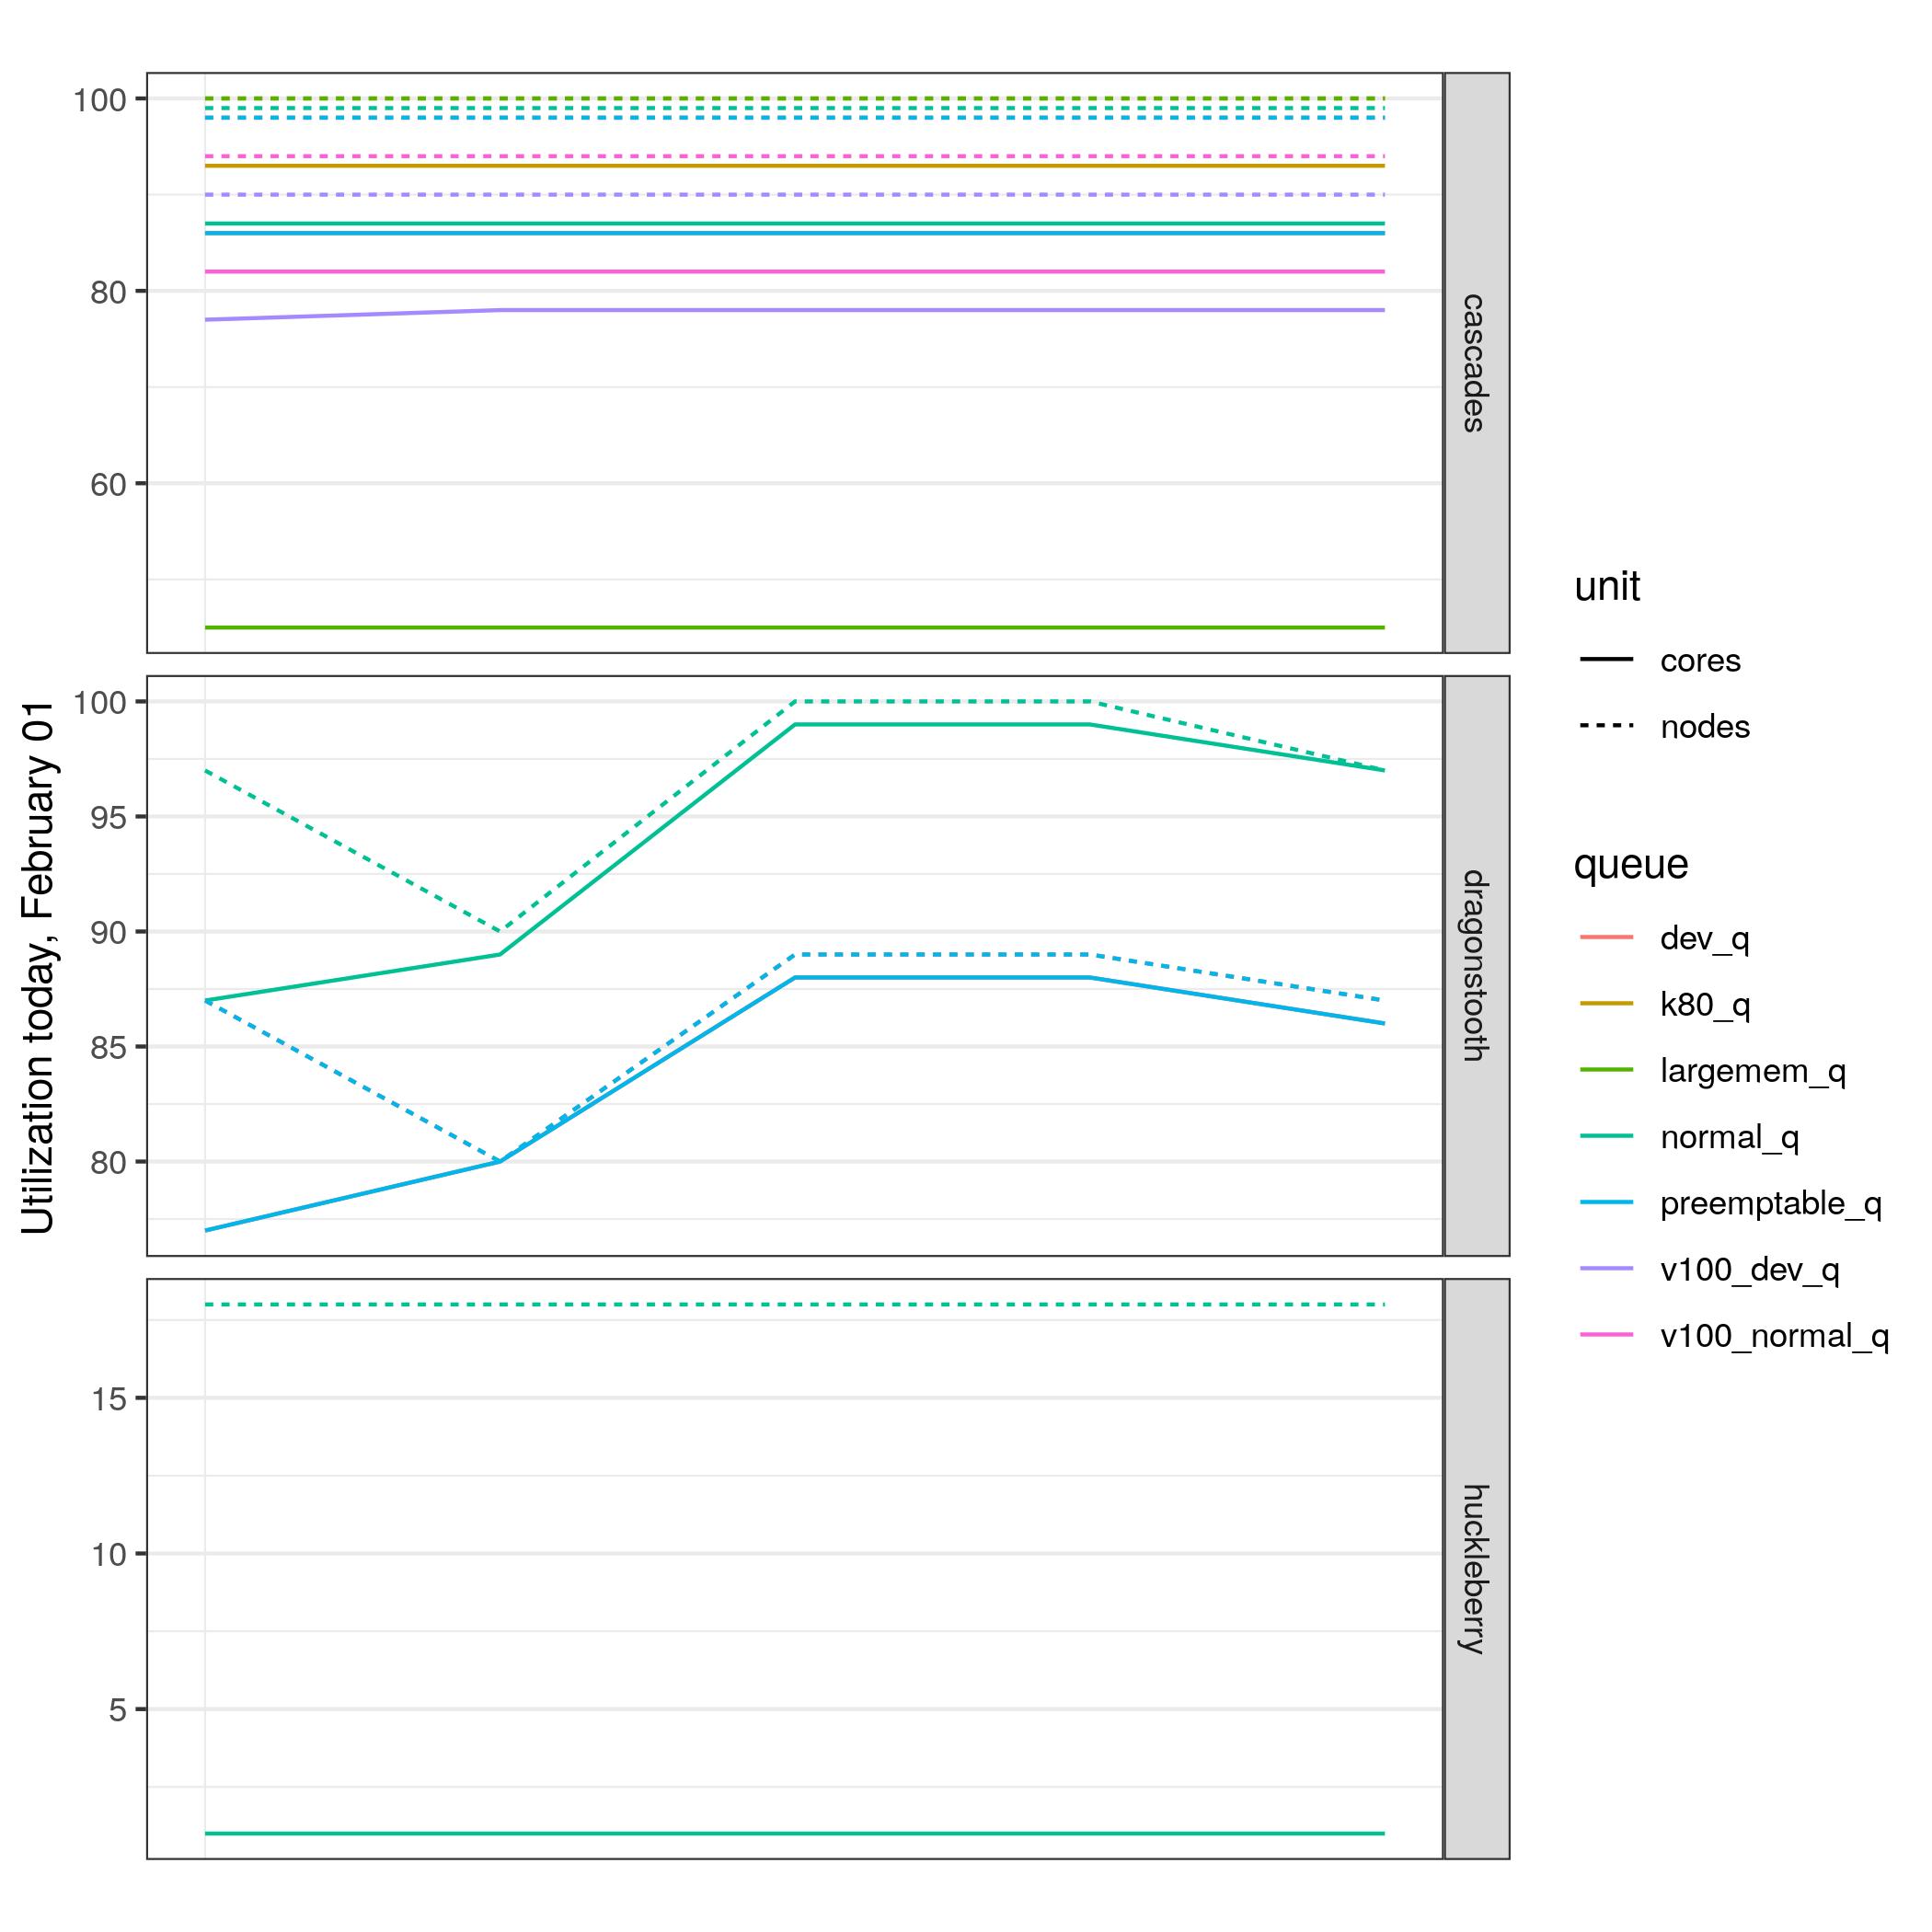 Utilization today, February 01
100
80
60
cascades
100
95
90
85
80
dragonstooth
15
10
5
huckleberry
unit
cores
nodes
queue
dev_q
k80_q
largemem_q
normal_q
preemptable_q
v100_dev_q
v100_normal_q